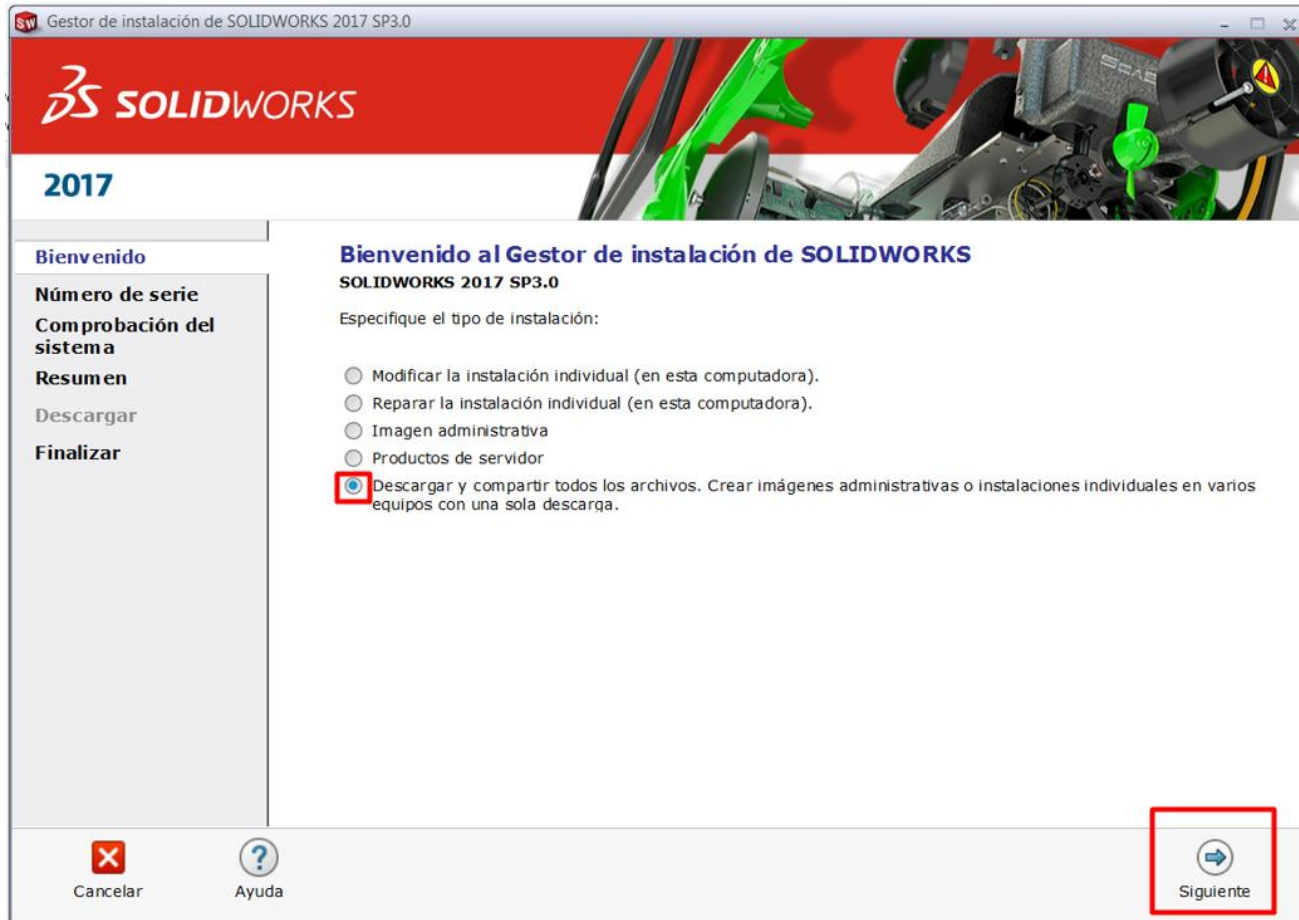 Gestor de instalación de SOLIDWORKS 2017 SP3.0
SOLIDWORKS
2017
Bienvenido
Número de serie
Comprobación del
sistema
Resumen
Descargar
Finalizar
Bienvenido al Gestor de instalación de SOLIDWORKS
SOLIDWORKS 2017 SP3.0
Especifique el tipo de instalación:
Modificar la instalación individual (en esta computadora).
Reparar la instalación individual (en esta computadora).
Imagen administrativa
Productos de servidor
Descargar y compartir todos los archivos. Crear imágenes administrativas o instalaciones individuales en varios
equipos con una sola descarga.
Cancelar
Ayuda
Siguiente